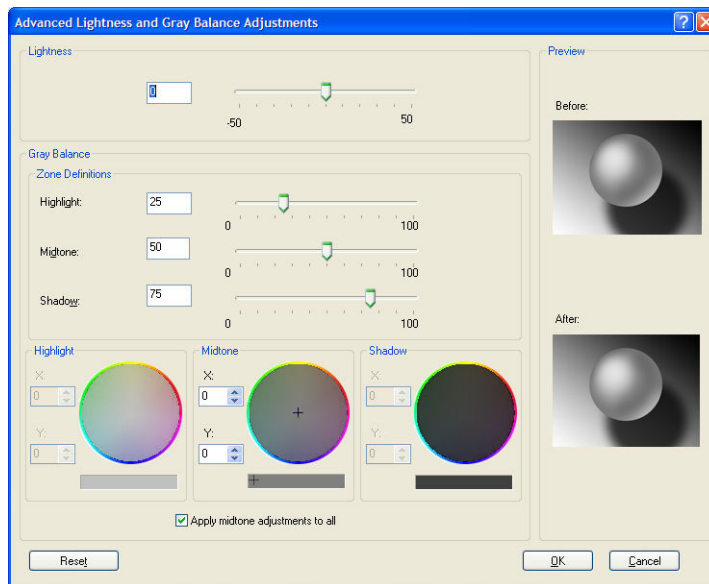 Advanced Lightness and Gray Balance Adjustments
Lightness
0
-50 50
Gray Balance
Zone Definitions
Highlight: 25
0 100
Midtone: 50
0 100
Shadow: 75
0 100
Highlight
X:
0
Y:
0
Midtone
X:
0
Y:
0
Shadow
X:
0
Y:
0
Apply midtone adjustments to all
Preview
Before:
After:
Reset
OK
Cancel